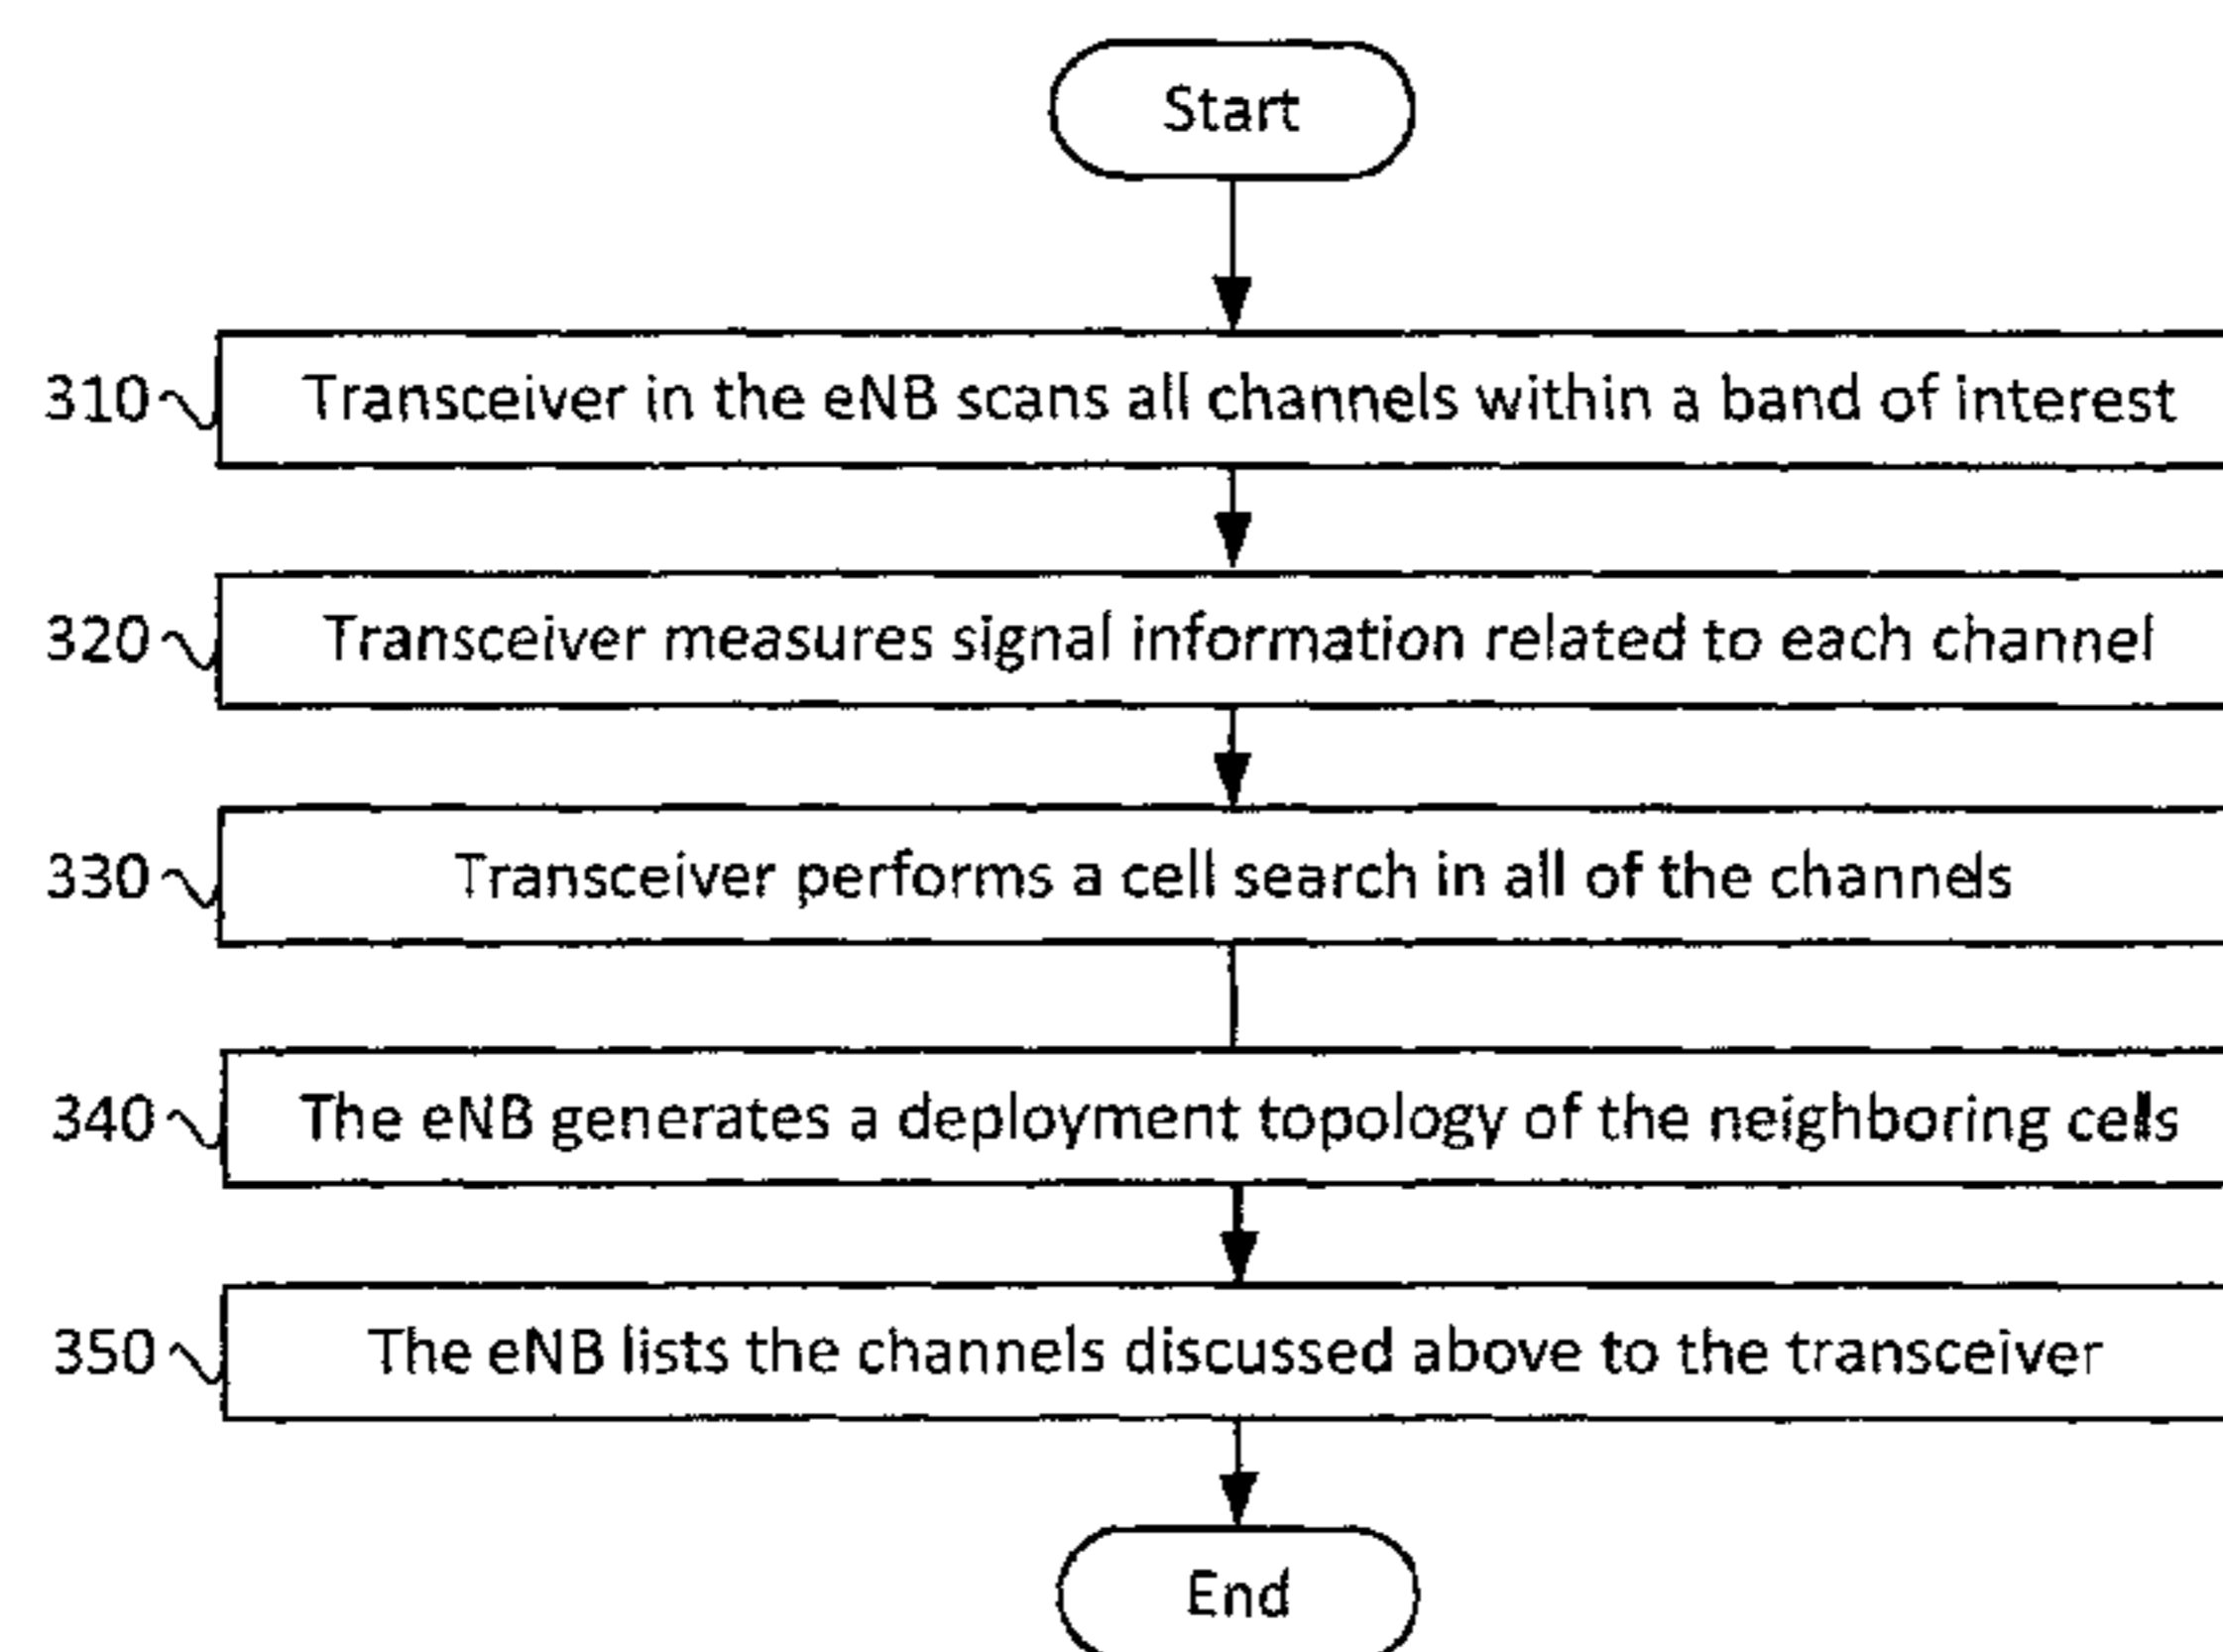 Start
310 Transceiver in the eNB scans all channels within a band of interest
320 Transceiver measures signal information related to each channel
330 Transceiver performs a cell search in all of the channels
340 The eNB generates a deployment topology of the neighboring cells
350 The eNB lists the channels discussed above to the transceiver
End